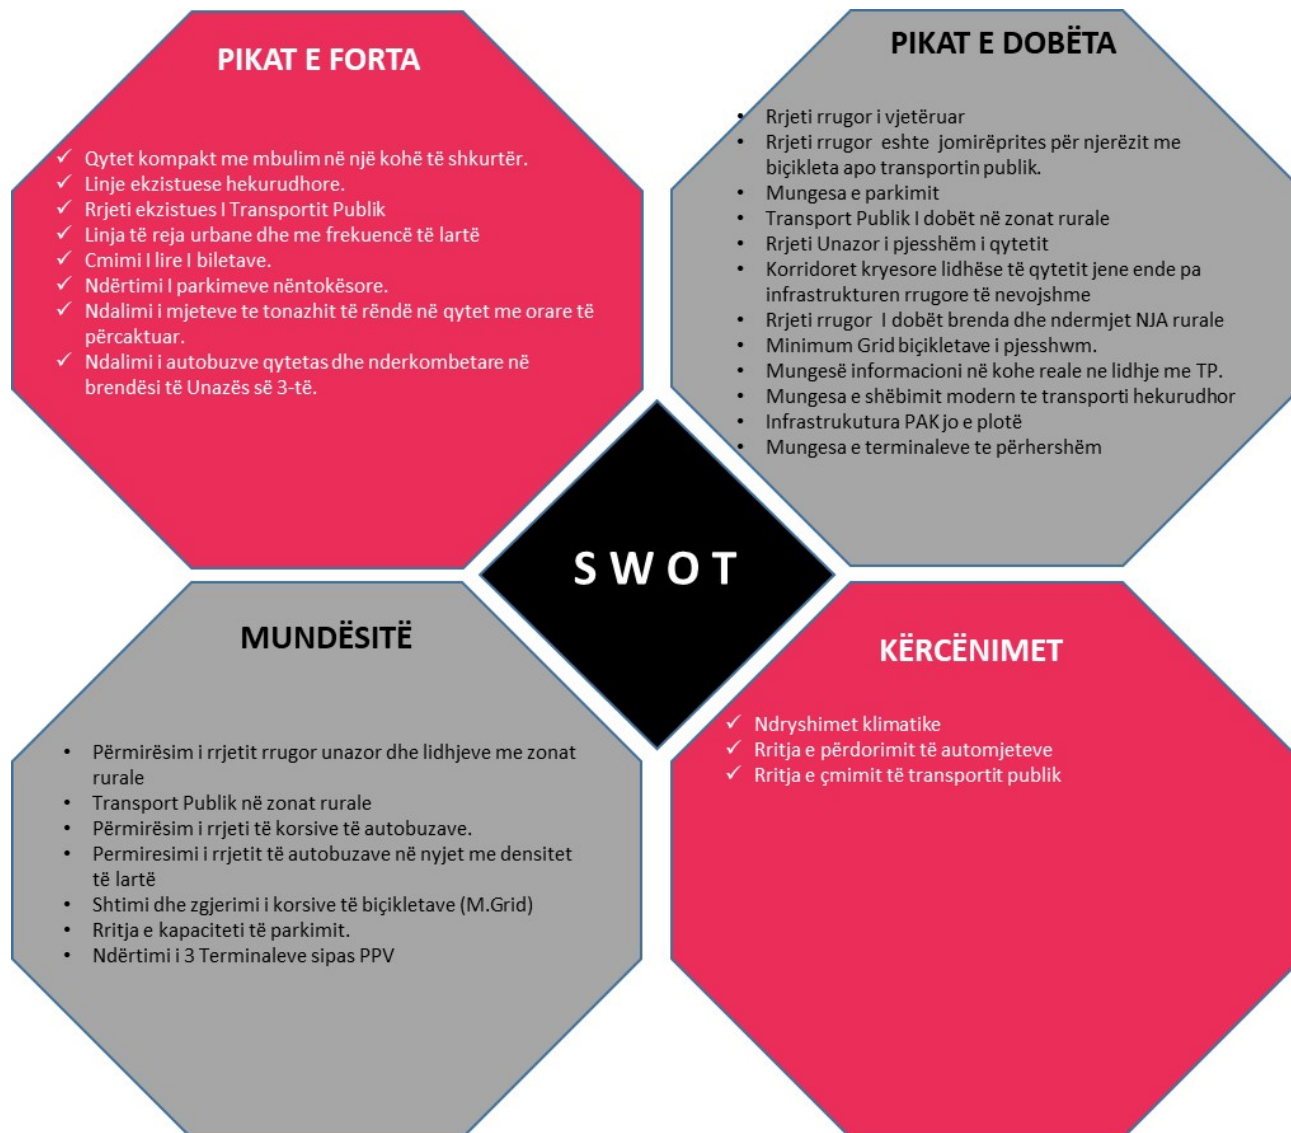 PIKAT E FORTA
✓ Qytet kompakt me mbulim në një kohë të shkurtër.
✓ Linje ekzistuese hekurudhore.
✓ Rrjeti ekzistues I Transportit Publik
✓ Linja të reja urbane dhe me frekuencë të lartë
✓ Cmimi I lire I biletave.
✓ Ndërtimi I parkimeve nëntokësore.
✓ Ndalimi i mjeteve te tonazhit të rëndë në qytet me orare të
përcaktuar.
✓ Ndalimi i autobuzve qytetas dhe nderkombetare në
brendësi të Unazës së 3-të.
PIKAT E DOBËTA
• Rrjeti rrugor i vjetëruar
• Rrjeti rrugor eshte jomirëprites për njerëzit me
biçikleta apo transportin publik.
• Mungesa e parkimit
• Transport Publik I dobët në zonat rurale
• Rrjeti Unazor i pjesshëm i qytetit
• Korridoret kryesore lidhëse të qytetit jene ende pa
infrastrukturen rrugore të nevojshme
• Rrjeti rrugor I dobët brenda dhe ndermjet NJA rurale
• Minimum Grid biçikletave i pjesshwm.
• Mungesë informacioni në kohe reale ne lidhje me TP.
• Mungesa e shëbimit modern te transporti hekurudhor
• Infrastrukutura PAK jo e plotë
• Mungesa e terminaleve te përhershëm
S W O T
MUNDËSITË
• Përmirësim i rrjetit rrugor unazor dhe lidhjeve me zonat
rurale
• Transport Publik në zonat rurale
• Përmirësim i rrjeti të korsive të autobuzave.
• Permiresimi i rrjetit të autobuzave në nyjet me densitet
të lartë
• Shtimi dhe zgjerimi i korsive të biçikletave (M.Grid)
• Rritja e kapaciteti të parkimit.
• Ndërtimi i 3 Terminaleve sipas PPV
KËRCËNIMET
✓ Ndryshimet klimatike
✓ Rritja e përdorimit të automjeteve
✓ Rritja e çmimit të transportit publik